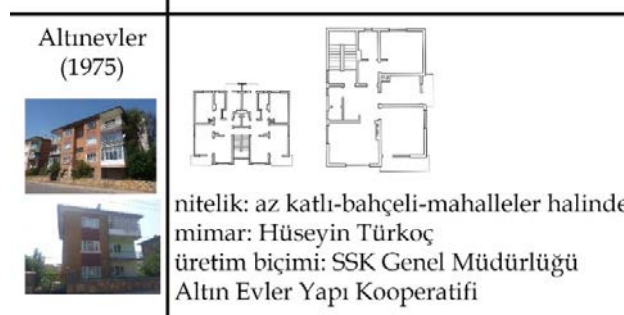 Altınevler
(1975)
nitelik: az katlı-bahçeli-mahalleler halinde
mimar: Hüseyin Türkoç
üretim biçimi: SSK Genel Müdürlüğü
Altın Evler Yapı Kooperatifi